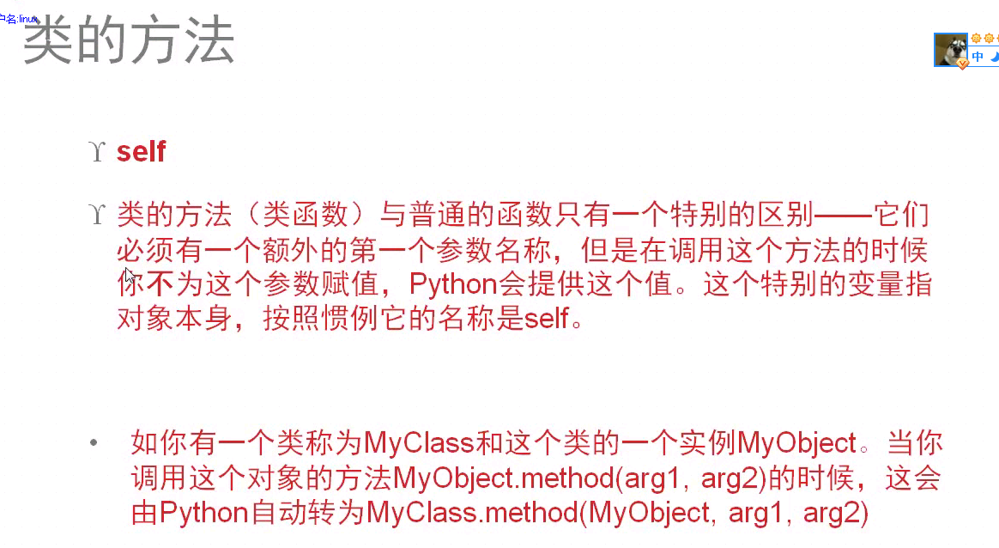 户名:linux
类的方法
中
self
类的方法（类函数）与普通的函数只有一个特别的区别——它们
必须有一个额外的第一个参数名称，但是在调用这个方法的时候
你不为这个参数赋值，Python会提供这个值。这个特别的变量指
对象本身，按照惯例它的名称是self。
如你有一个类称为MyClass和这个类的一个实例MyObject。当你
调用这个对象的方法MyObject.method(arg1, arg2)的时候，这会
由Python自动转为MyClass.method(MyObject, arg1, arg2)